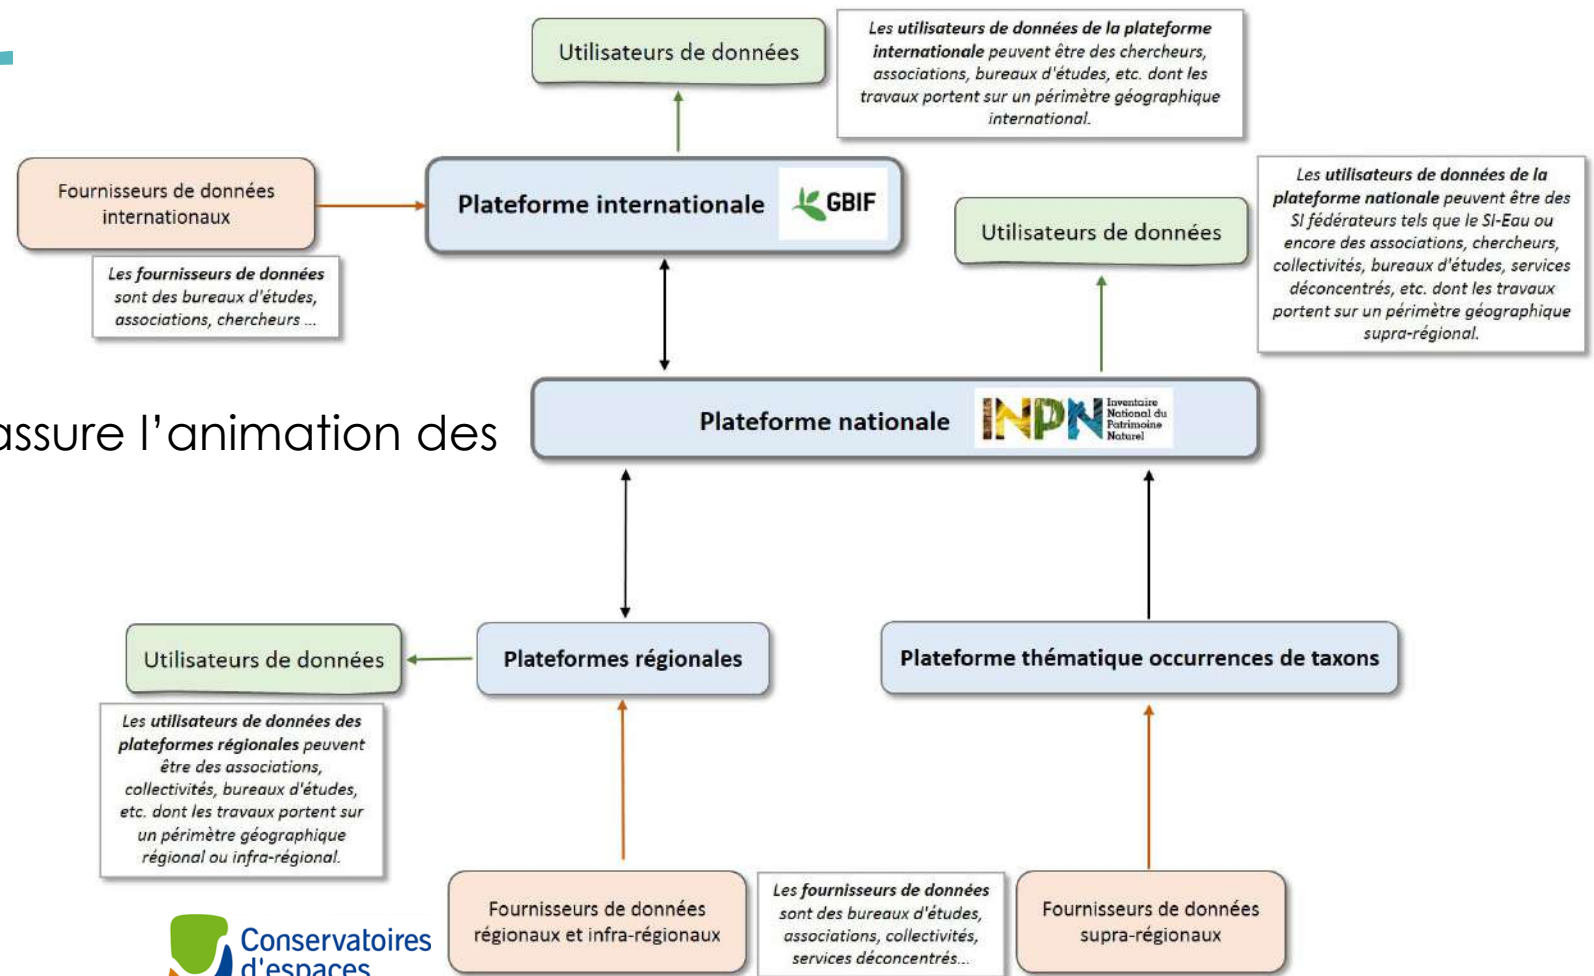 Utilisateurs de données
Les utilisateurs de données de la plateforme
internationale peuvent être des chercheurs,
associations, bureaux d'études, etc. dont les
travaux portent sur un périmètre géographique
international.
Fournisseurs de données
internationaux
Plateforme internationale
GBIF
Les fournisseurs de données
sont des bureaux d'études,
associations, chercheurs ...
Utilisateurs de données
Les utilisateurs de données de la
plateforme nationale peuvent être des
SI fédérateurs tels que le SI-Eau ou
encore des associations, chercheurs,
collectivités, bureaux d'études, services
déconcentrés, etc. dont les travaux
portent sur un périmètre géographique
supra-régional.
assure l'animation des
Plateforme nationale
INPN
Inventaire
National du
Patrimoine
Naturel
Utilisateurs de données
Plateformes régionales
Plateforme thématique occurrences de taxons
Les utilisateurs de données des
plateformes régionales peuvent
être des associations,
collectivités, bureaux d'études,
etc. dont les travaux portent sur
un périmètre géographique
régional ou infra-régional.
Fournisseurs de données
régionaux et infra-régionaux
Les fournisseurs de données
sont des bureaux d'études,
associations, collectivités,
services déconcentrés...
Fournisseurs de données
supra-régionaux
Conservatoires
d'espaces